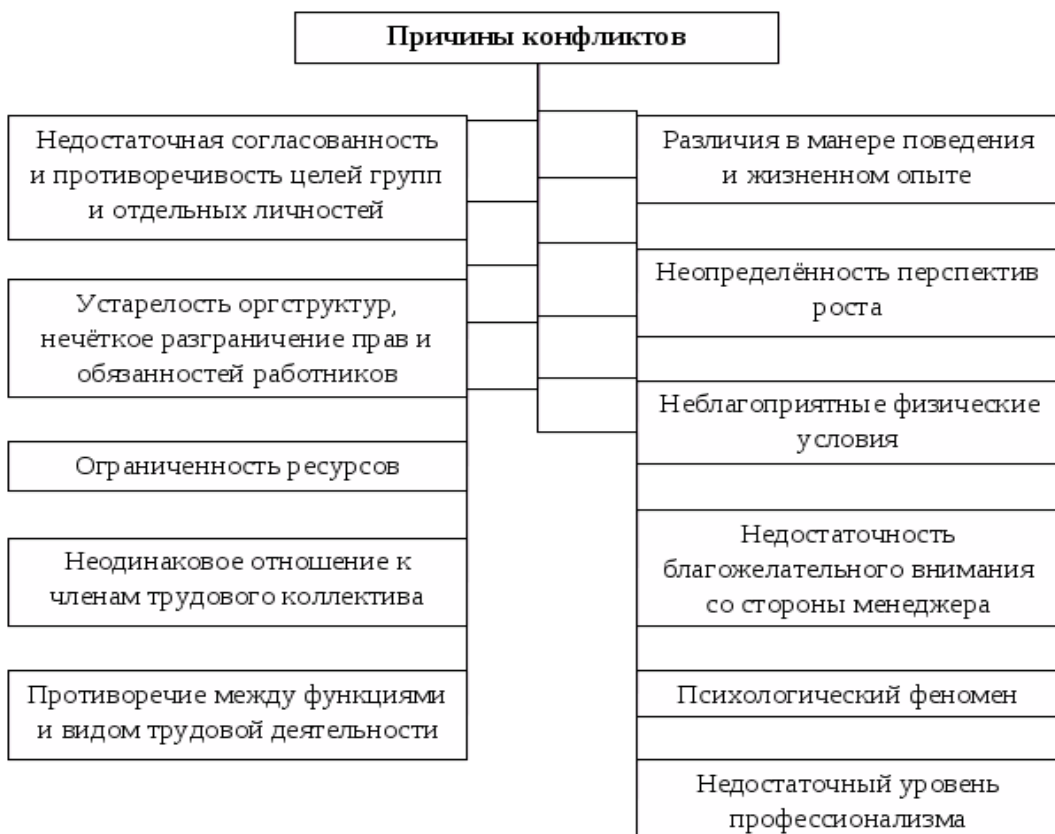 Причины конфликтов
Недостаточная согласованность
и противоречивость целей групп
и отдельных личностей
Устарелость оргструктур,
нечёткое разграничение прав и
обязанностей работников
Ограниченность ресурсов
Неодинаковое отношение к
членам трудового коллектива
Противоречие между функциями
и видом трудовой деятельности
Различия в манере поведения
и жизненном опыте
Неопределённость перспектив
роста
Неблагоприятные физические
условия
Недостаточность
благожелательного внимания
со стороны менеджера
Психологический феномен
Недостаточный уровень
профессионализма